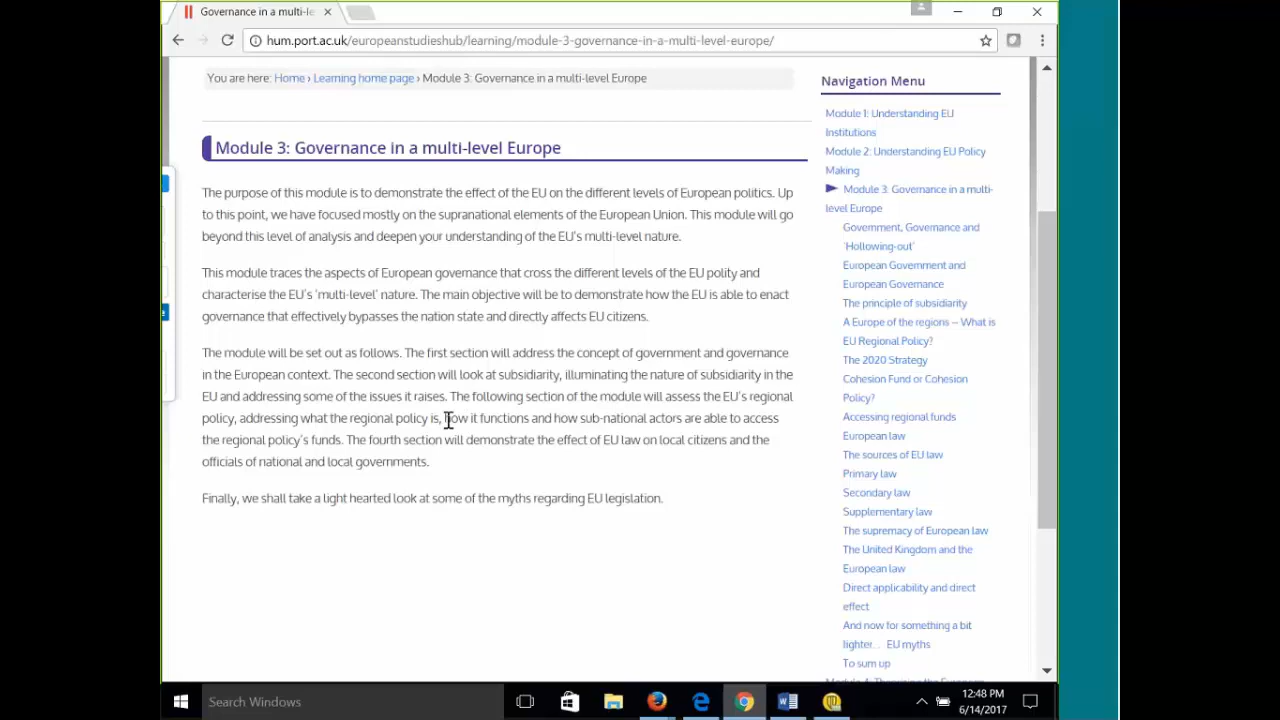 Governance in a multi-le
hum.port.ac.uk/europeanstudieshub/learning/module-3-governance-in-a-multi-level-europe/
You are here: Home › Learning home page › Module 3: Governance in a multi-level Europe
Module 3: Governance in a multi-level Europe
The purpose of this module is to demonstrate the effect of the EU on the different levels of European politics. Up
to this point, we have focused mostly on the supranational elements of the European Union. This module will go
beyond this level of analysis and deepen your understanding of the EU's multi-level nature.
This module traces the aspects of European governance that cross the different levels of the EU polity and
characterise the EU's 'multi-level' nature. The main objective will be to demonstrate how the EU is able to enact
governance that effectively bypasses the nation state and directly affects EU citizens.
The module will be set out as follows. The first section will address the concept of government and governance
in the European context. The second section will look at subsidiarity, illuminating the nature of subsidiarity in the
EU and addressing some of the issues it raises. The following section of the module will assess the EU's regional
policy, addressing what the regional policy is, how it functions and how sub-national actors are able to access
the regional policy's funds. The fourth section will demonstrate the effect of EU law on local citizens and the
officials of national and local governments.
Finally, we shall take a light hearted look at some of the myths regarding EU legislation.
Navigation Menu
Module 1: Understanding EU
Institutions
Module 2: Understanding EU Policy
Making
Module 3: Governance in a multi-
level Europe
Government, Governance and
'Hollowing-out'
European Government and
European Governance
The principle of subsidiarity
A Europe of the regions – What is
EU Regional Policy?
The 2020 Strategy
Cohesion Fund or Cohesion
Policy?
Accessing regional funds
European law
The sources of EU law
Primary law
Secondary law
Supplementary law
The supremacy of European law
The United Kingdom and the
European law
Direct applicability and direct
effect
And now for something a bit
lighter... EU myths
To sum up
Search Windows
12:48 PM
6/14/2017